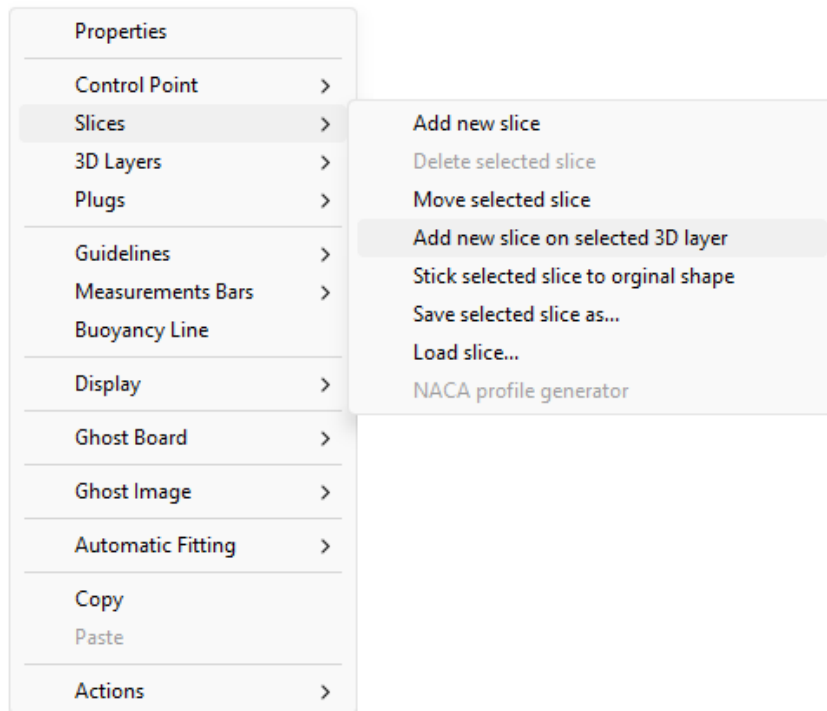 Properties
Control Point
Slices
3D Layers
Plugs
Guidelines
Measurements Bars
Buoyancy Line
Display
Ghost Board
Ghost Image
Automatic Fitting
Copy
Paste
Actions
Add new slice
Delete selected slice
Move selected slice
Add new slice on selected 3D layer
Stick selected slice to orginal shape
Save selected slice as...
Load slice...
NACA profile generator